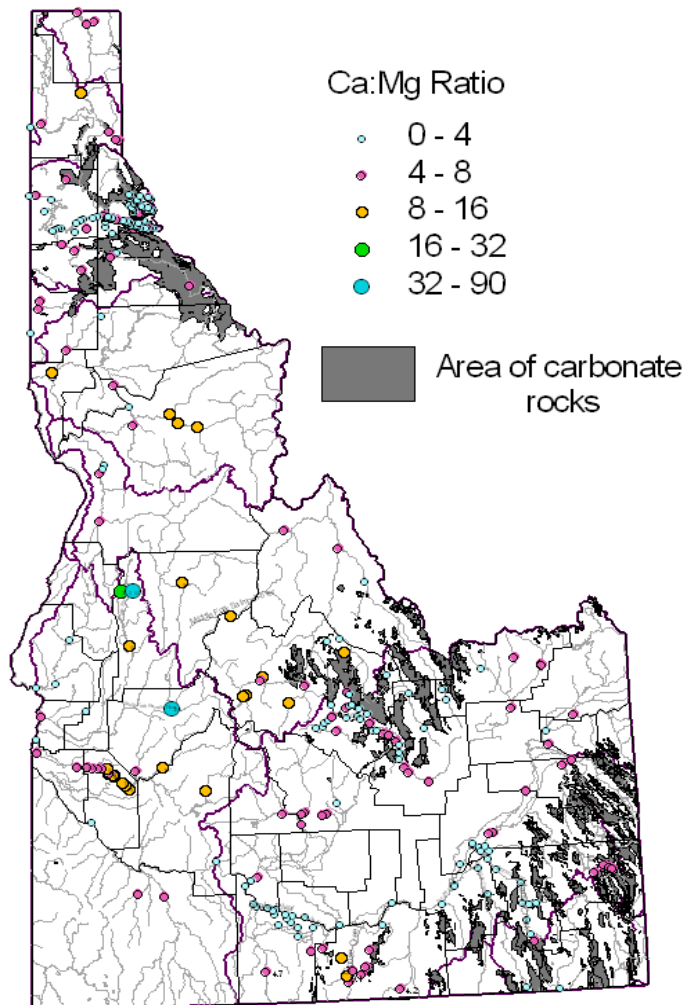 Ca:Mg Ratio
0 - 4
4 - 8
8 - 16
16 - 32
32 - 90
Area of carbonate
rocks